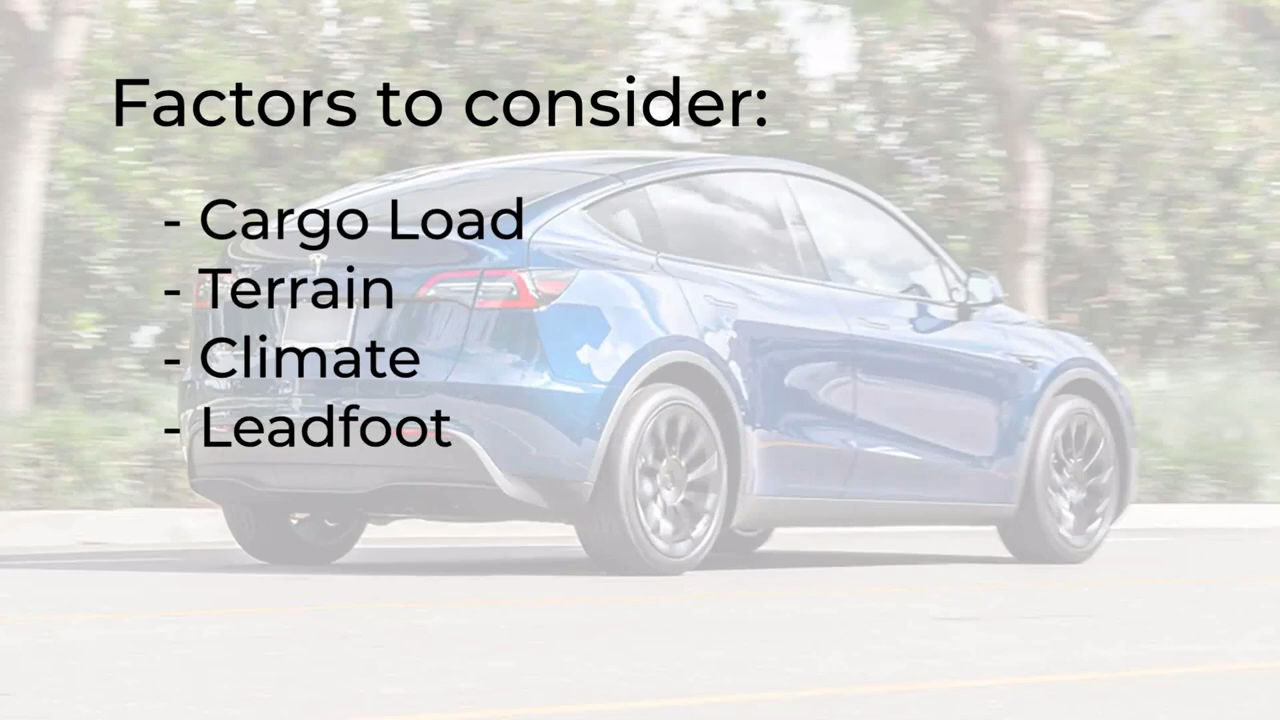 Factors to consider:
- Cargo Load
- Terrain
- Climate
- Leadfoot